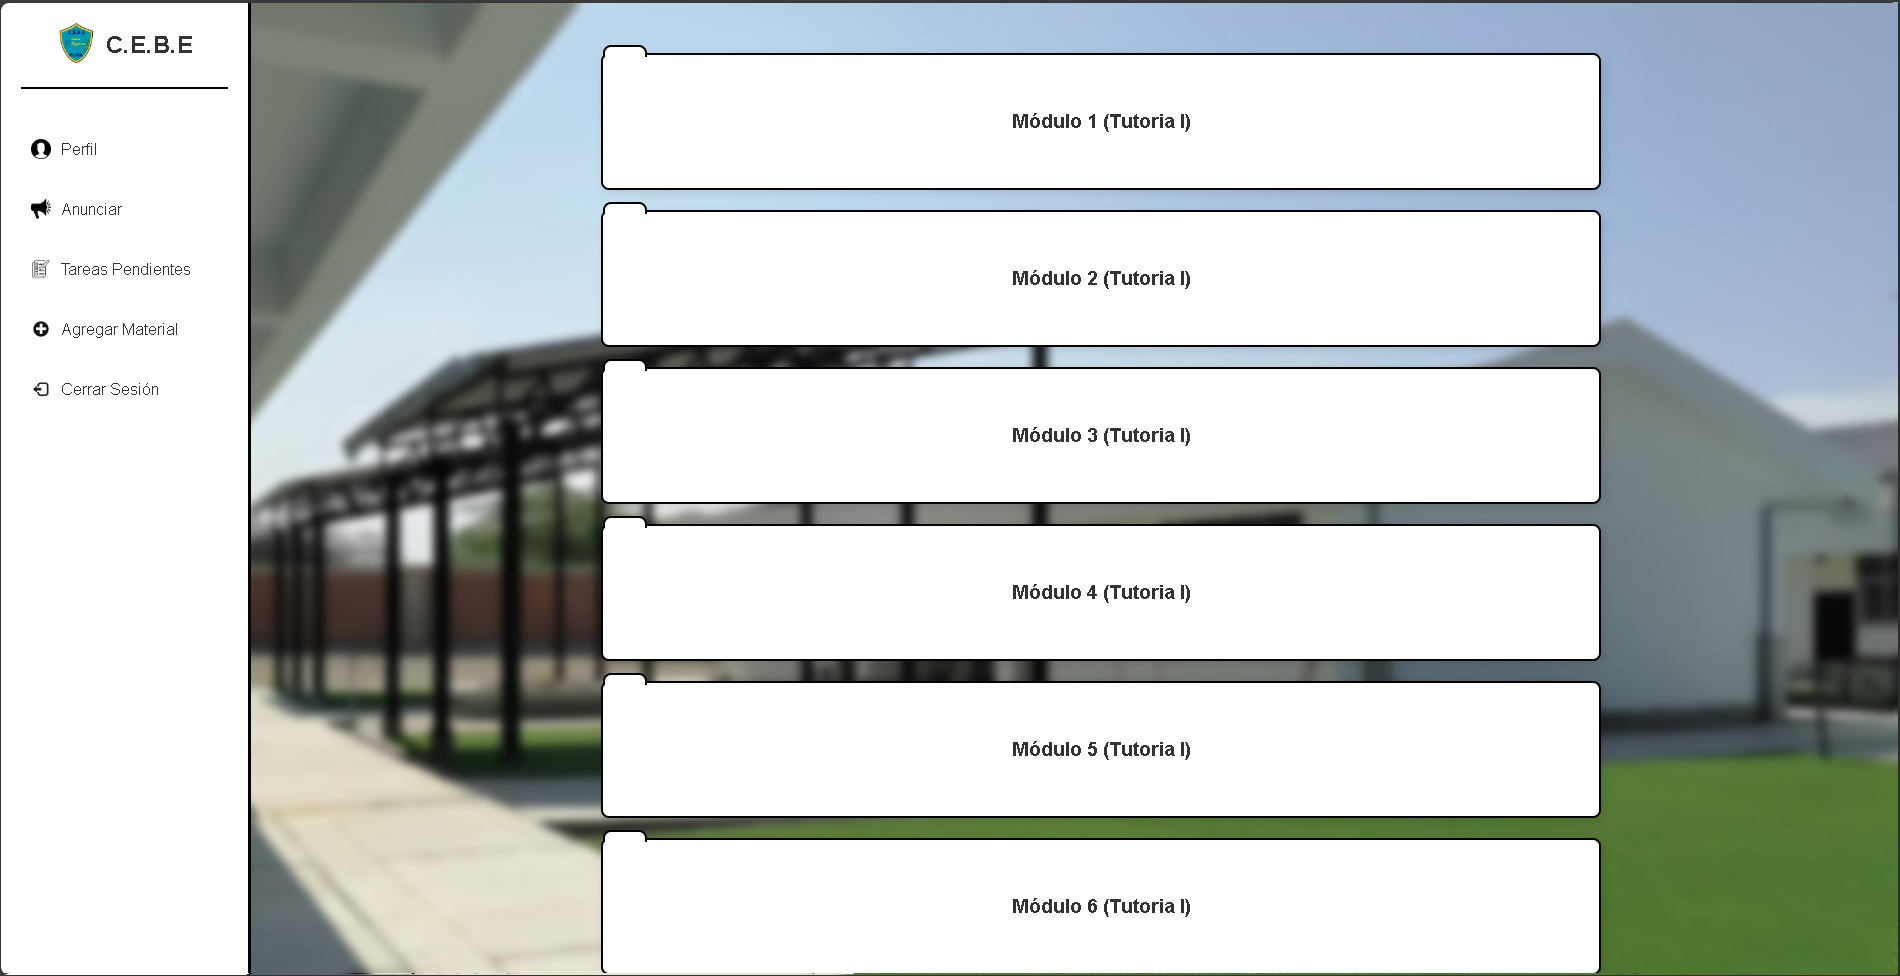 C.E.B.E
Perfil
Anunciar
Tareas Pendientes
Agregar Material
Cerrar Sesión
Módulo 1 (Tutoria I)
Módulo 2 (Tutoria I)
Módulo 3 (Tutoria I)
Módulo 4 (Tutoria I)
Módulo 5 (Tutoria I)
Módulo 6 (Tutoria I)